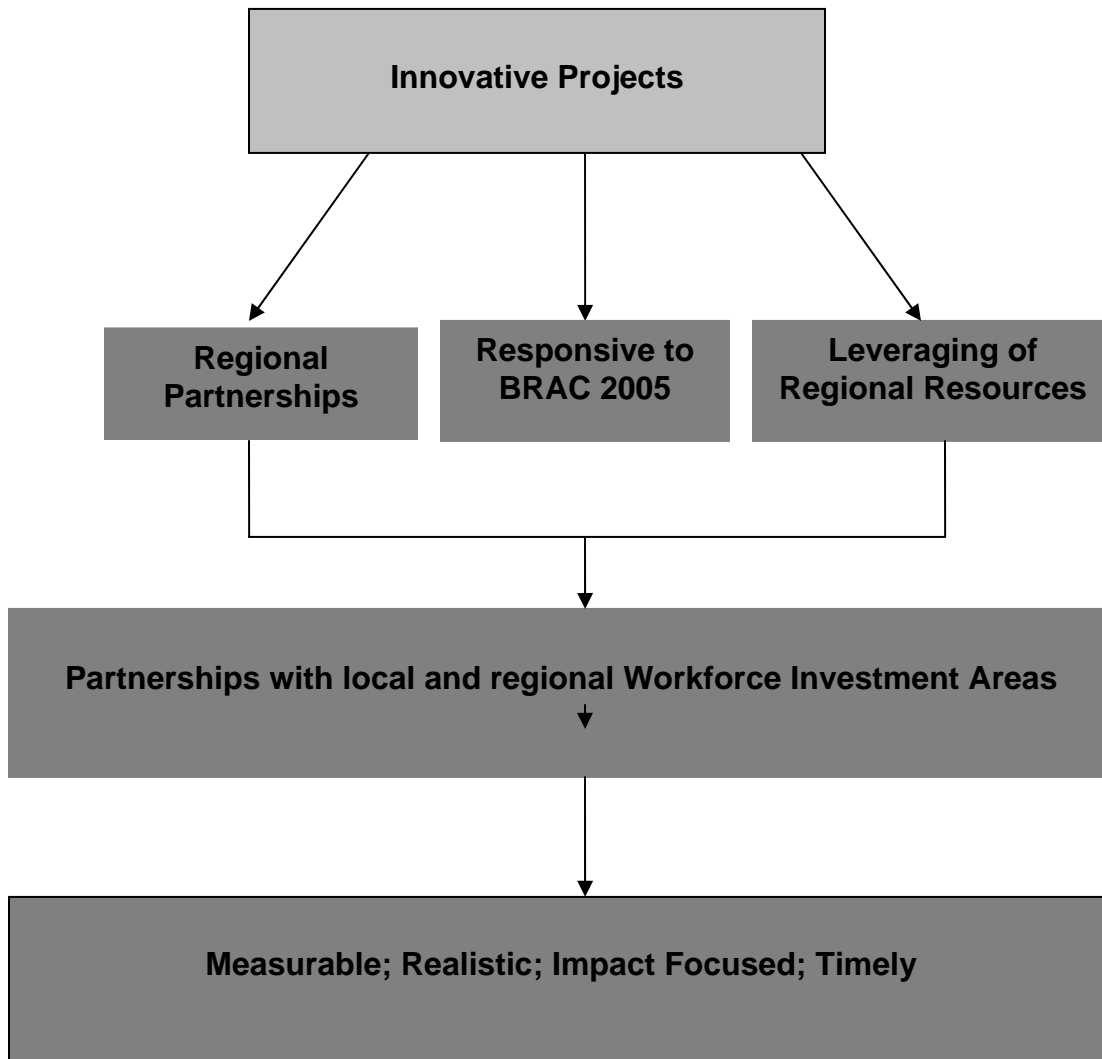 Innovative Projects
Regional
Partnerships
Responsive to
BRAC 2005
Leveraging of
Regional Resources
Partnerships with local and regional Workforce Investment Areas
Measurable; Realistic; Impact Focused; Timely